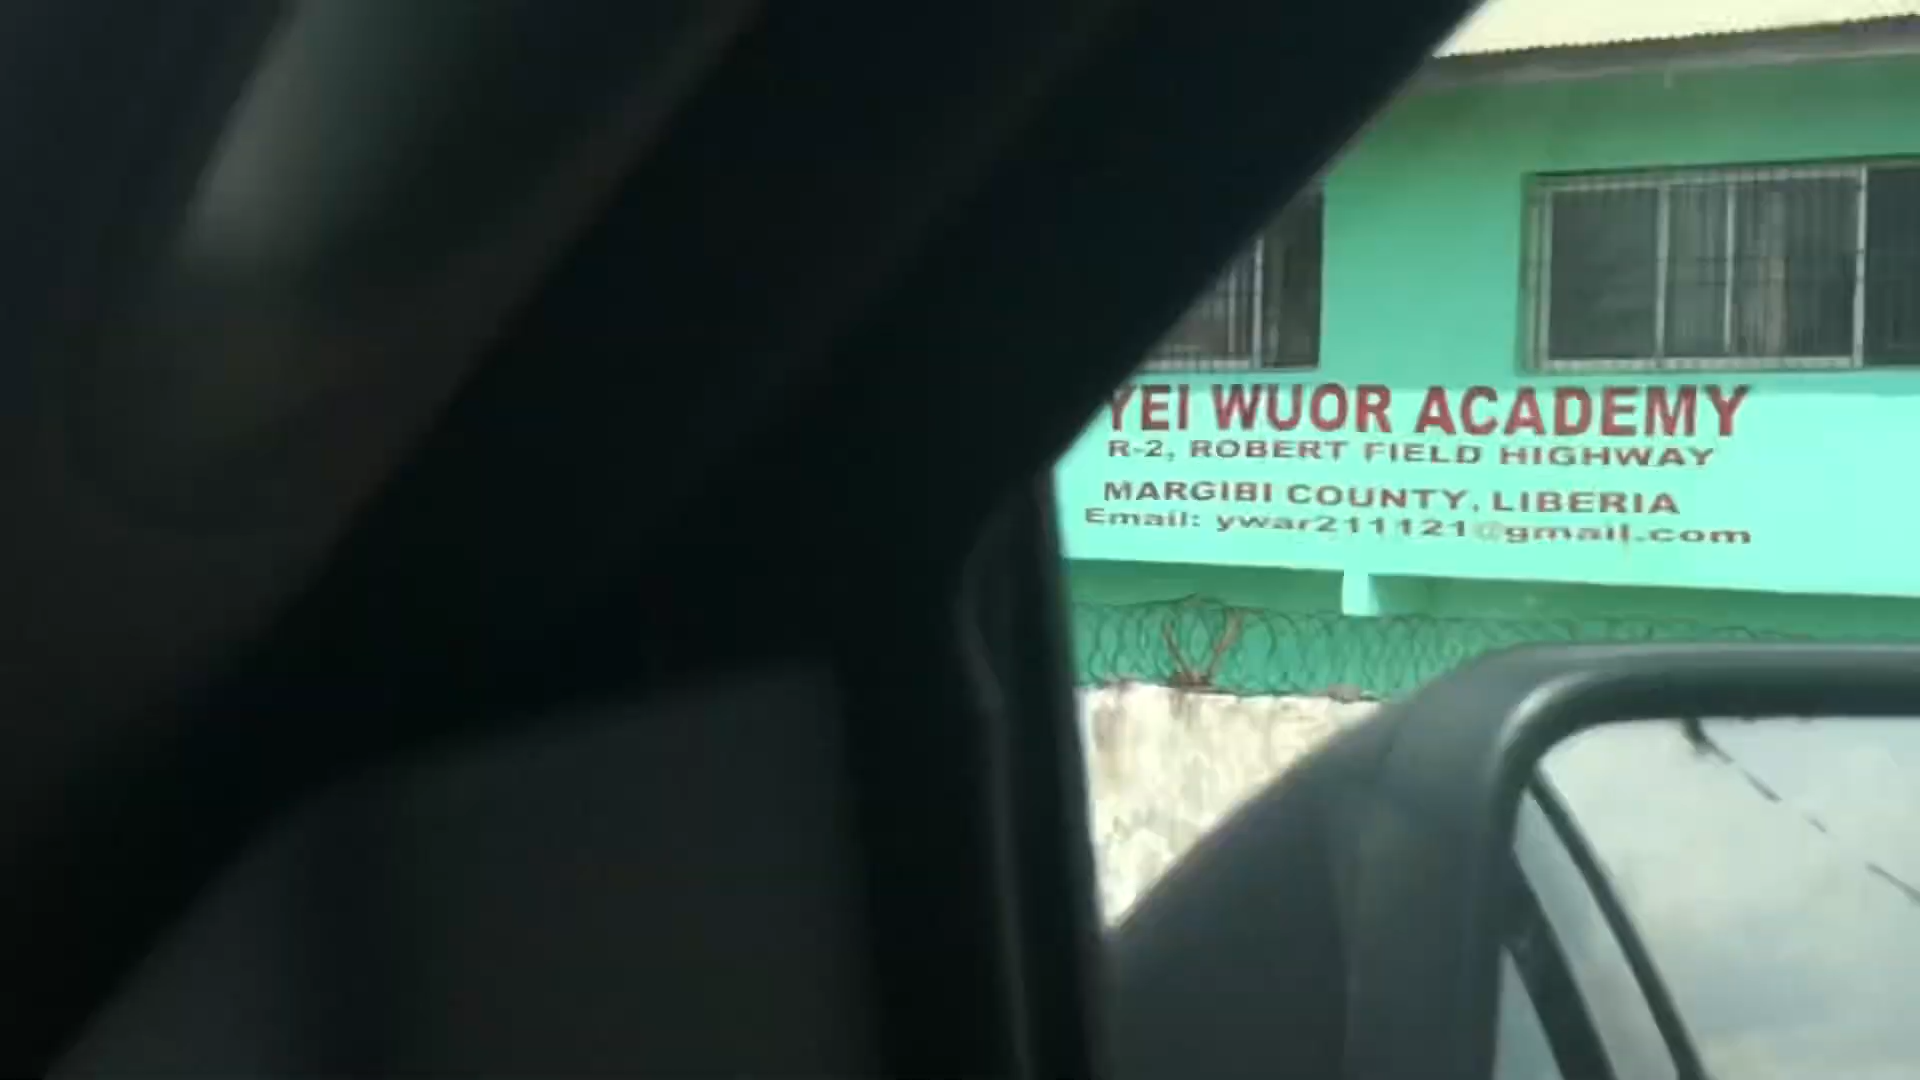 YEI WUOR ACADEMY
R-2, ROBERT FIELD HIGHWAY
MARGIBI COUNTY, LIBERIA
Email: ywar211121@gmail.com